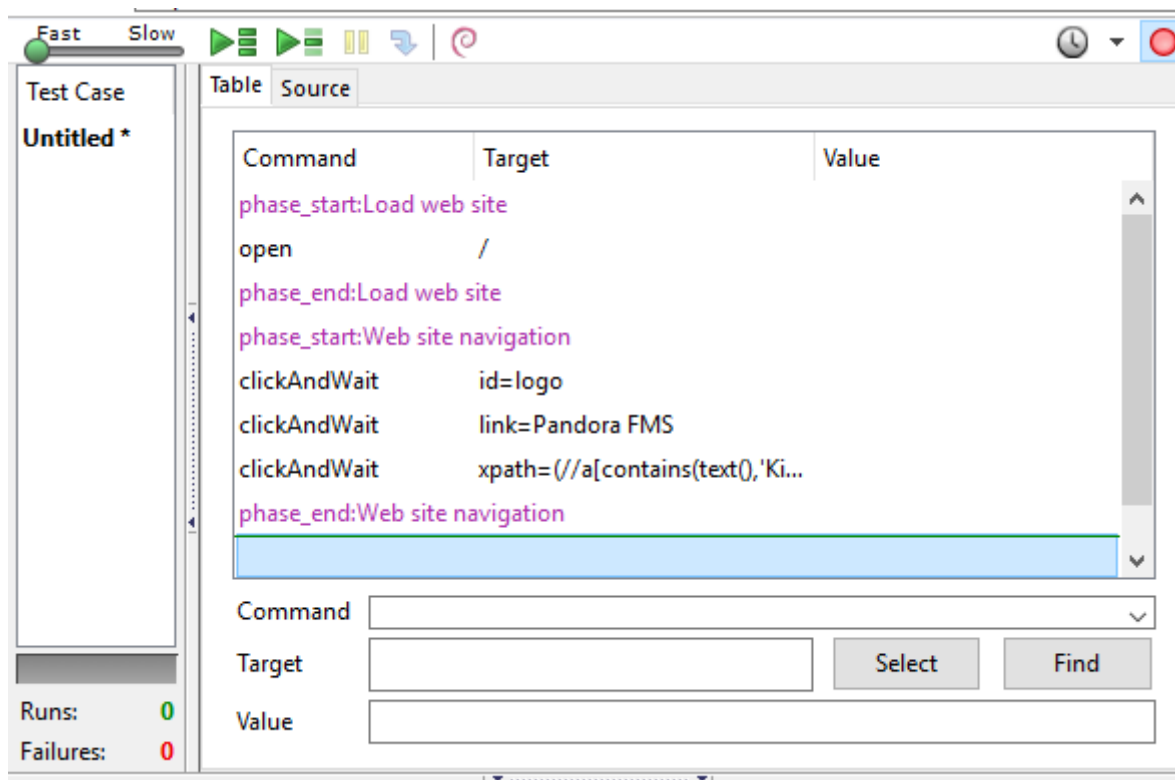 Fast Slow
Test Case
Untitled *
Table Source
Command Target Value
phase_start:Load web site
open /
phase_end:Load web site
phase_start:Web site navigation
clickAndWait id=logo
clickAndWait link=Pandora FMS
clickAndWait xpath=(//a[contains(text(),'Ki...
phase_end:Web site navigation
Command
Target Select Find
Value
Runs: 0
Failures: 0